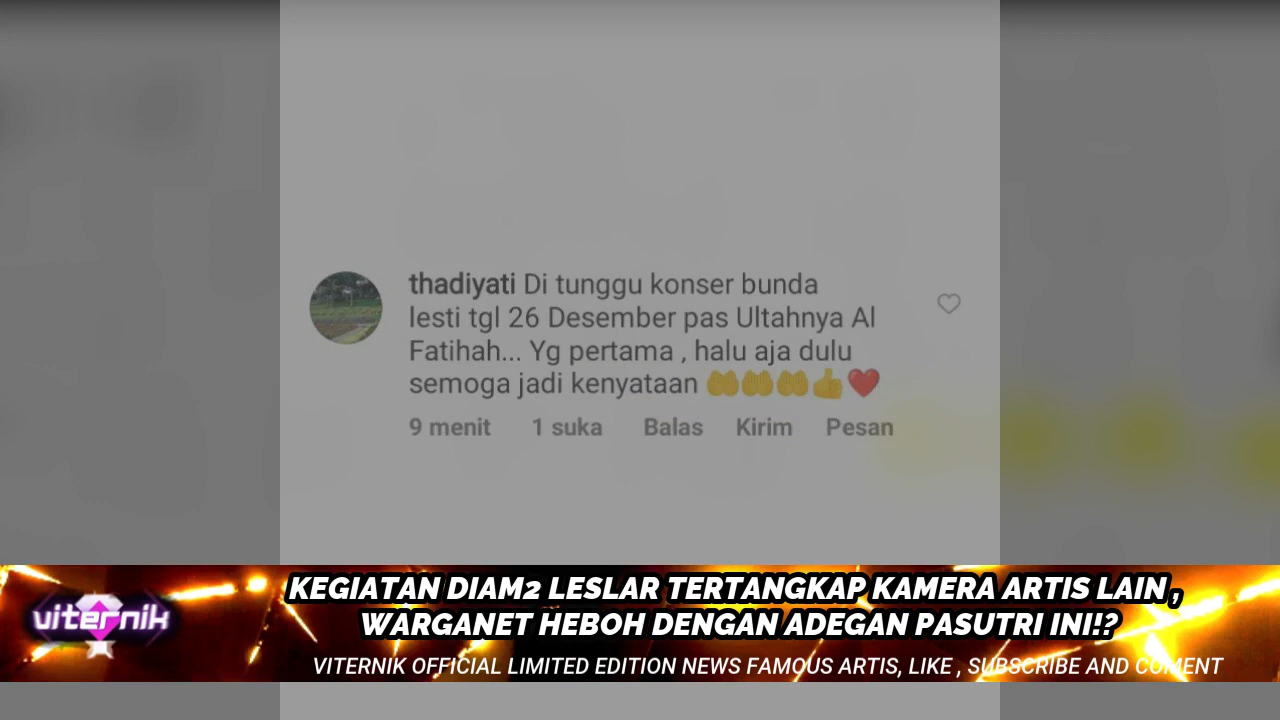 thadiyati Di tunggu konser bunda
lesti tgl 26 Desember pas Ultahnya Al
Fatihah... Yg pertama , halu aja dulu
semoga jadi kenyataan 🤲🤲🤲👍❤️
9 menit 1 suka Balas Kirim Pesan
KEGIATAN DIAM2 LESLAR TERTANGKAP KAMERA ARTIS LAIN ,
WARGANET HEBOH DENGAN ADEGAN PASUTRI INI!?
viternik
VITERNIK OFFICIAL LIMITED EDITION NEWS FAMOUS ARTIS, LIKE , SUBSCRIBE AND COMENT